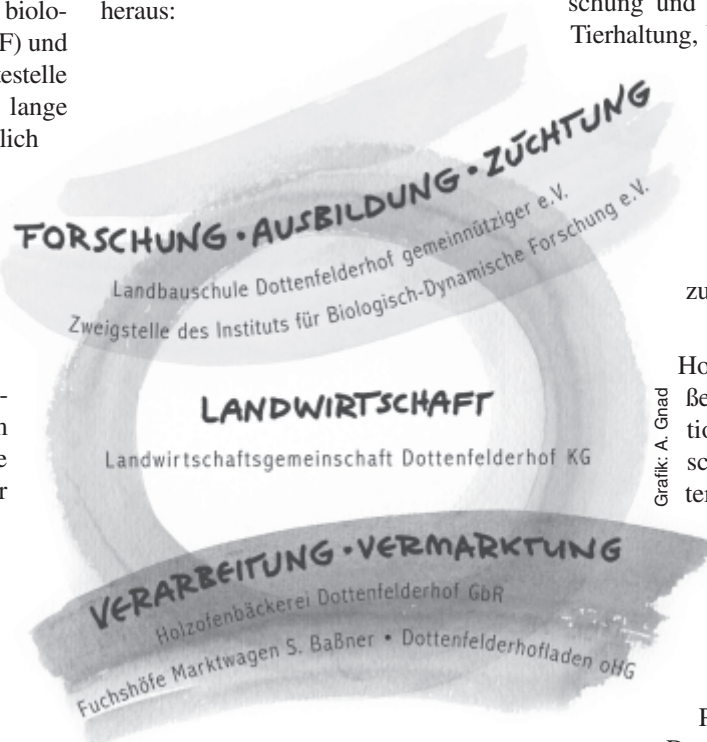 biolo-
heraus:
F) und
estelle
lange
lich
schung und
Tierhaltung,
FORSCHUNG • AUSBILDUNG • ZÜCHTUNG
Landbauschule Dottenfelderhof gemeinnütziger e.V.
Zweigstelle des Instituts für Biologisch-Dynamische Forschung e.V.
zu
LANDWIRTSCHAFT
Landwirtschaftsgemeinschaft Dottenfelderhof KG
Ho
ße
tio
sc
ter
Grafik: A. Gnad
-
n
e
r
VERARBEITUNG • VERMARKTUNG
Holzofenbäckerei Dottenfelderhof GbR
Fuchshöfe Marktwagen S. Baßner • Dottenfelderhofladen oHG